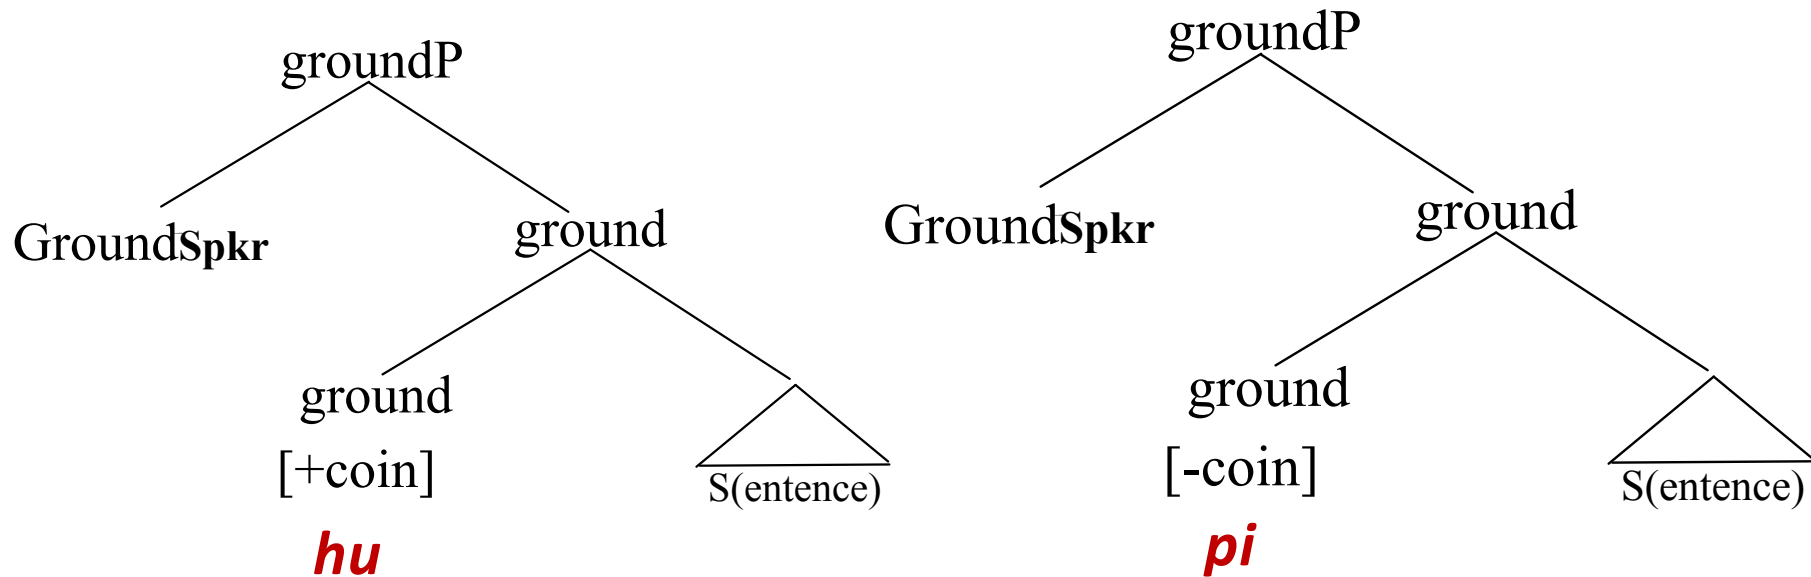 groundP
GroundSpkr
ground
ground
[+coin]
S(entence)
hu
groundP
GroundSpkr
ground
ground
[-coin]
S(entence)
pi